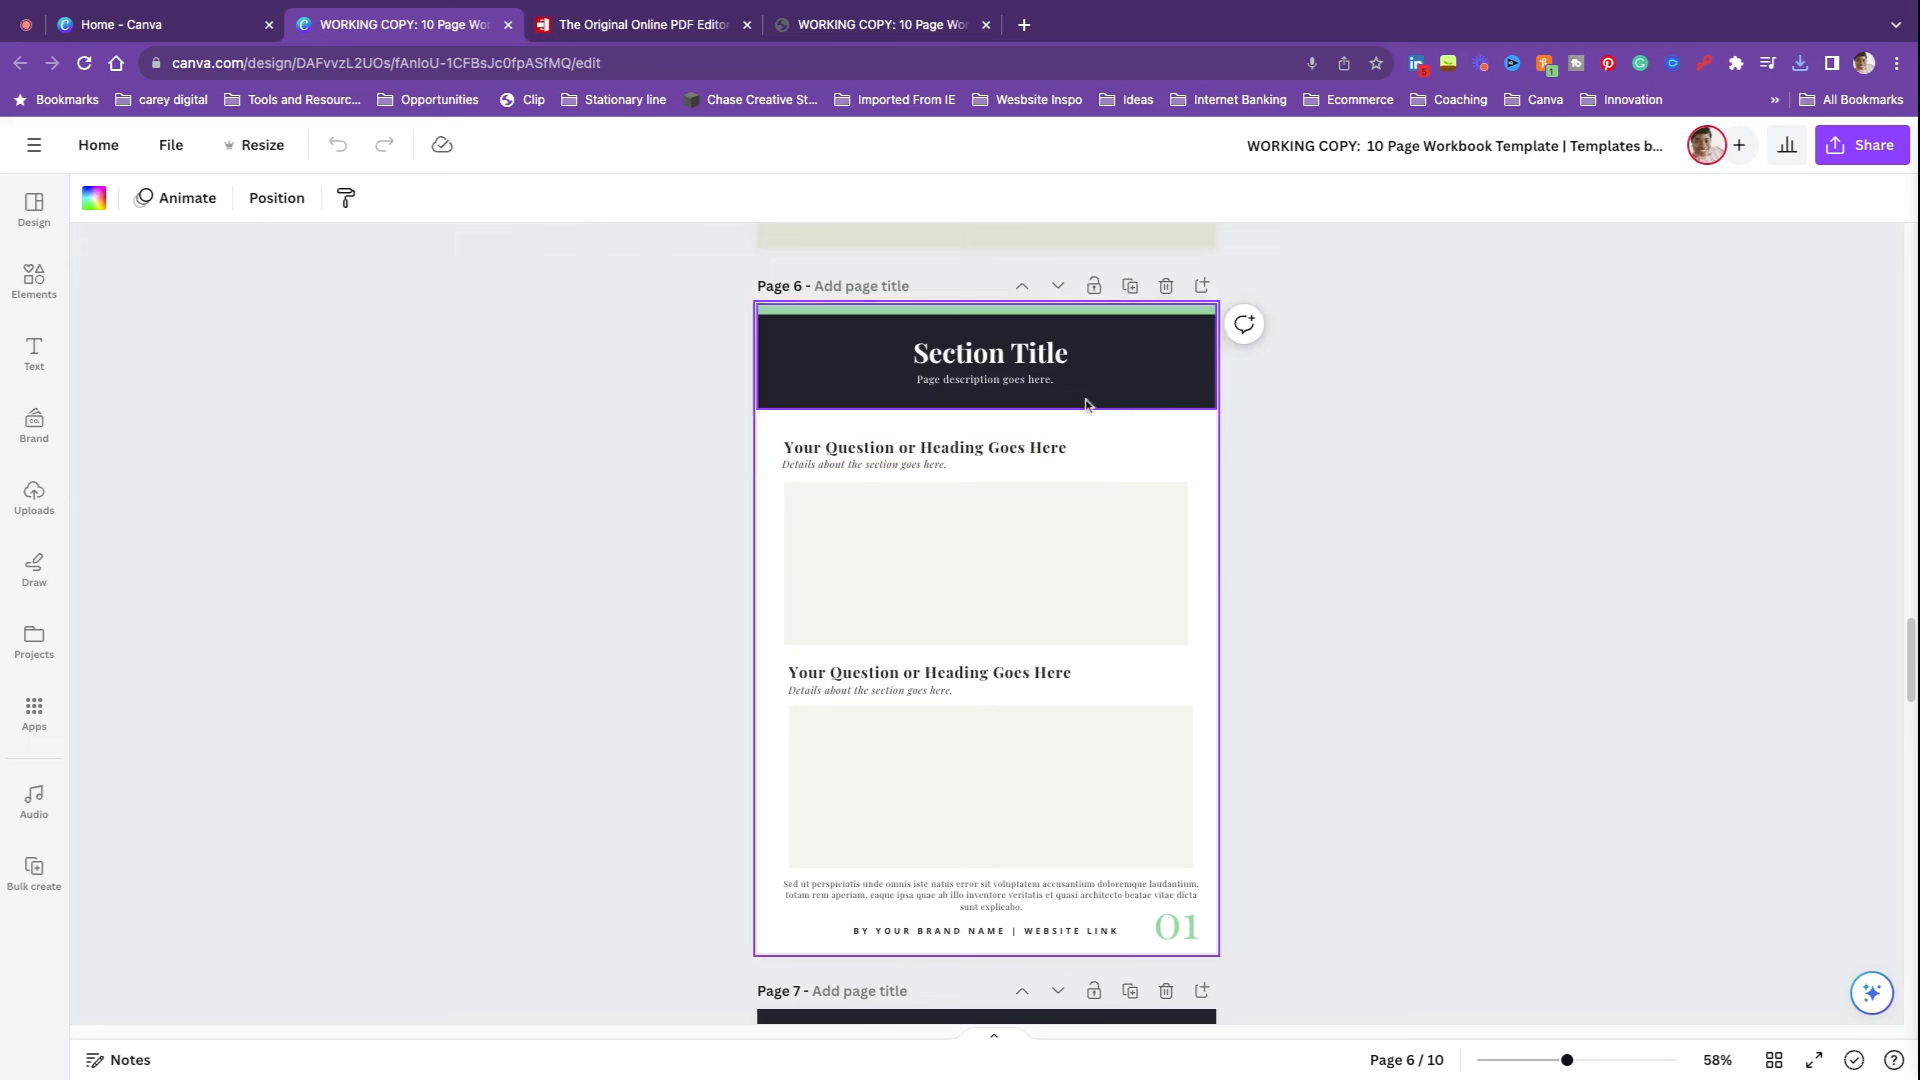 Home - Canva
WORKING COPY: 10 Page Wo
The Original Online PDF Editor
WORKING COPY: 10 Page Wor
canva.com/design/DAFvvzL2UOs/fAnIoU-1CFBsJc0fpASfMQ/edit
5
1
Bookmarks
carey digital
Tools and Resourc...
Opportunities
Clip
Stationary line
Chase Creative St...
Imported From IE
Wesbsite Inspo
Ideas
Internet Banking
Ecommerce
Coaching
Canva
Innovation
»
All Bookmarks
Home
File
Resize
WORKING COPY: 10 Page Workbook Template | Templates b...
Share
Animate
Position
Design
Elements
Text
Brand
Uploads
Draw
Projects
Apps
Audio
Bulk create
Page 6 - Add page title
Section Title
Page description goes here.
Your Question or Heading Goes Here
Details about the section goes here.
Your Question or Heading Goes Here
Details about the section goes here.
Sed ut perspiciatis unde omnis iste natus error sit voluptatem accusantium doloremque laudantium,
totam rem aperiam, eaque ipsa quae ab illo inventore veritatis et quasi architecto beatae vitae dicta
sunt explicabo.
BY YOUR BRAND NAME | WEBSITE LINK
01
Page 7 - Add page title
Notes
Page 6 / 10
58%